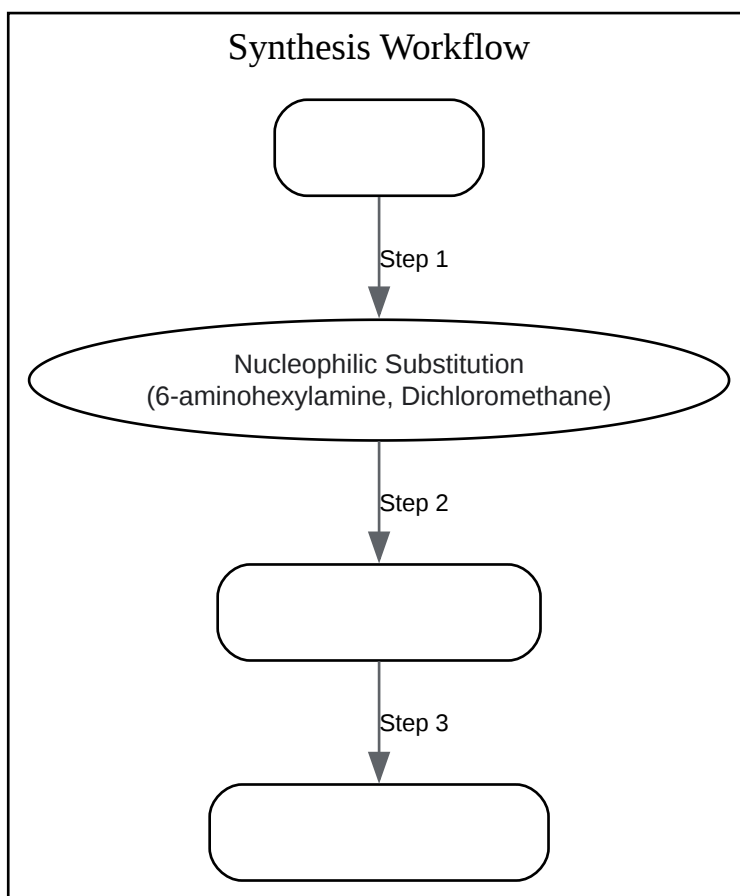 Synthesis Workflow
Step 1
Nucleophilic Substitution
(6-aminohexylamine, Dichloromethane)
Step 2
Step 3